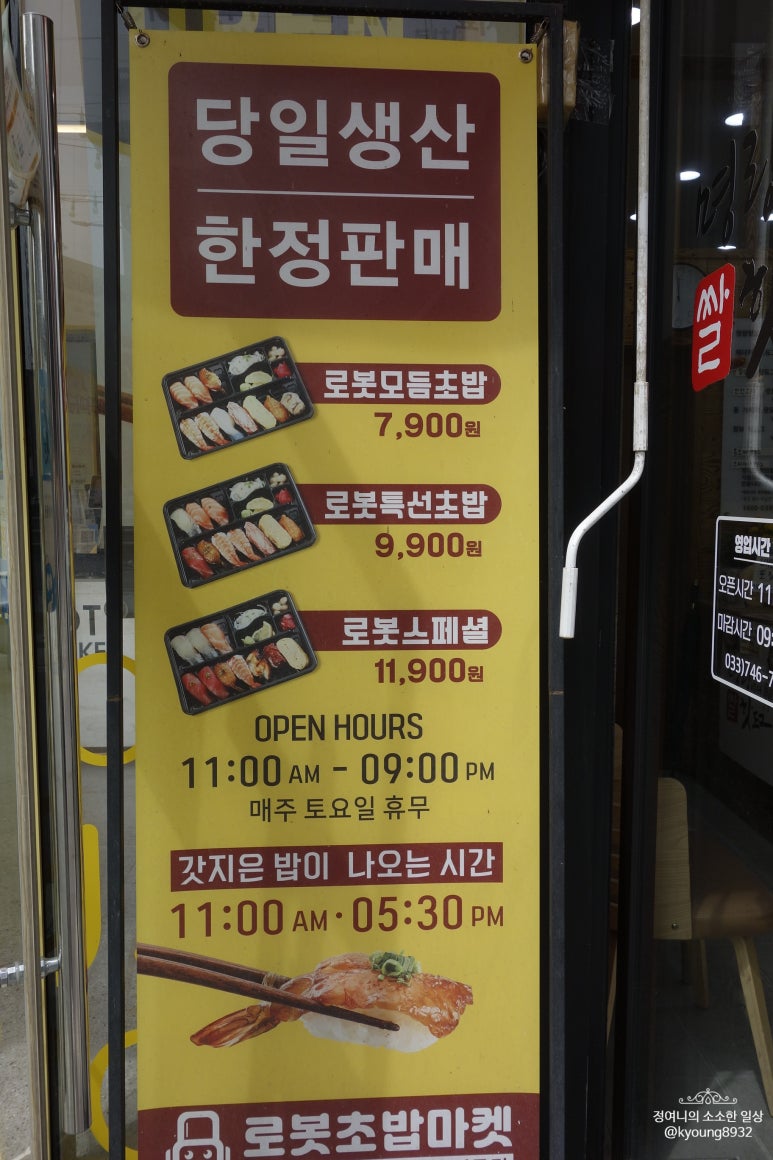 당일생산
한정판매
로봇모듬초밥
7,900원
로봇특선초밥
9,900원
로봇스페셜
11,900원
OPEN HOURS
11:00 AM - 09:00 PM
매주 토요일 휴무
갓지은 밥이 나오는 시간
11:00 AM · 05:30 PM
로봇초밥마켓
쌀
영업시간
오픈시간 11
마감시간 09:
033)746-7
정여니의 소소한 일상
@kyoung8932